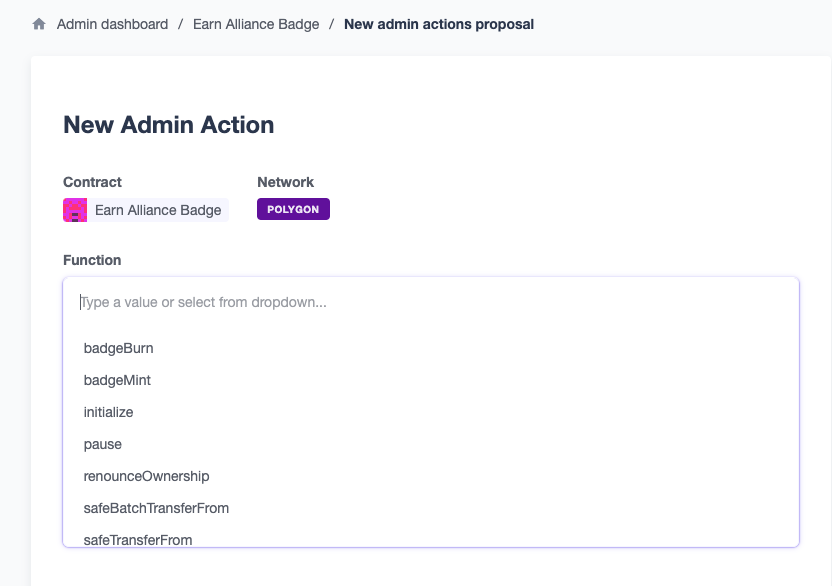 Admin dashboard / Earn Alliance Badge / New admin actions proposal
New Admin Action
Contract Network
Earn Alliance Badge POLYGON
Function
Type a value or select from dropdown...
badgeBurn
badgeMint
initialize
pause
renounceOwnership
safeBatchTransferFrom
safeTransferFrom